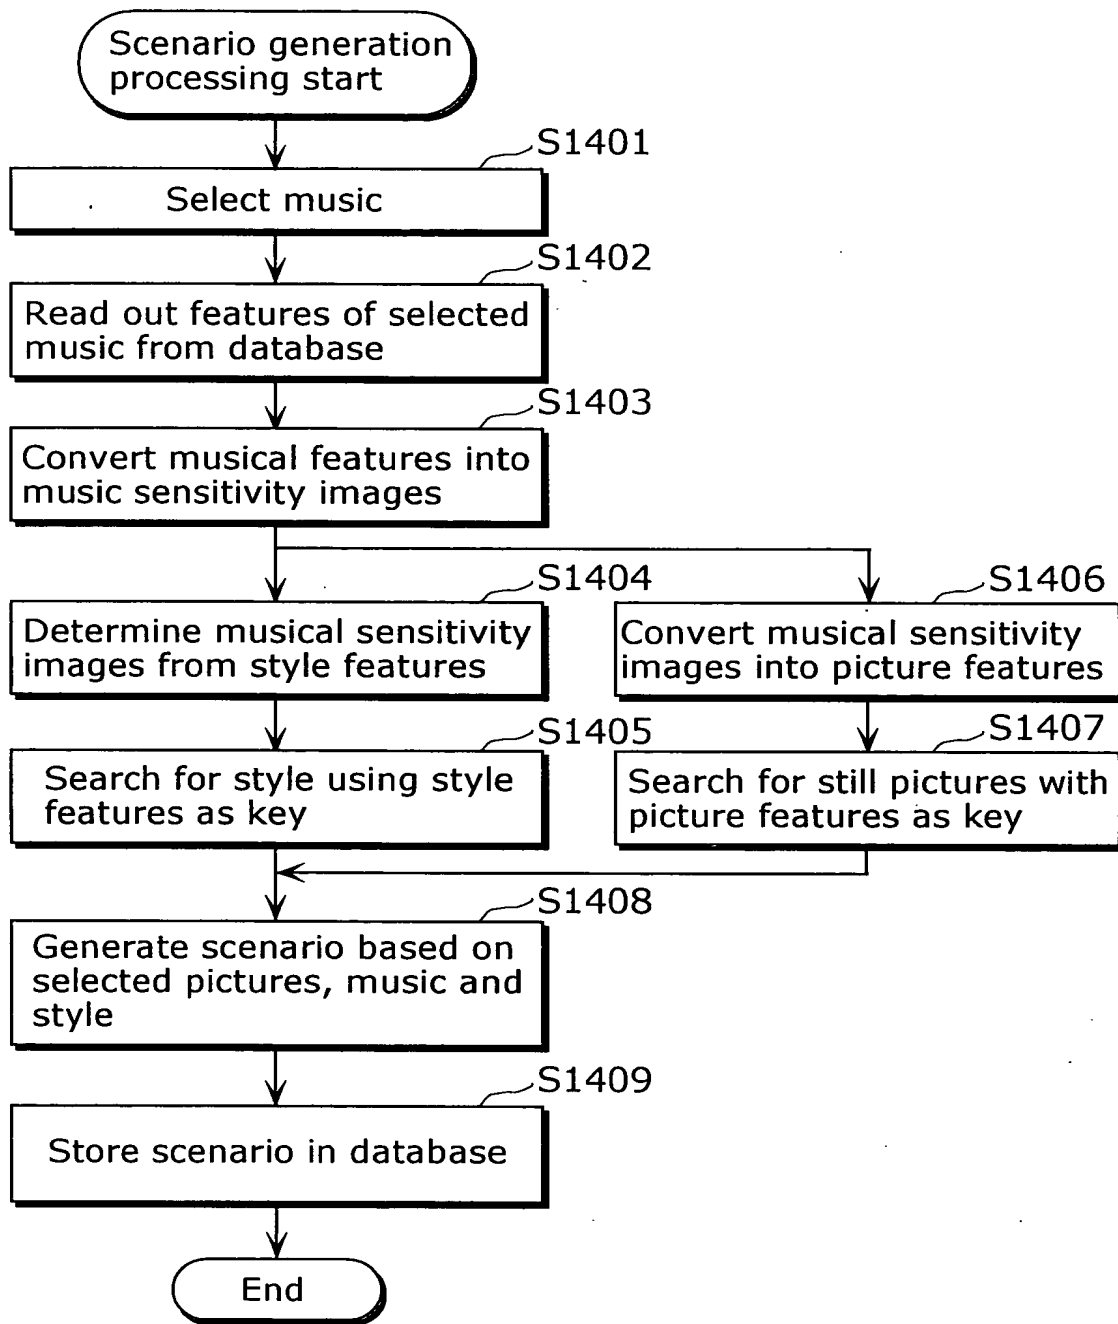 Scenario generation
processing start
S1401
Select music
S1402
Read out features of selected
music from database
S1403
Convert musical features into
music sensitivity images
S1404
Determine musical sensitivity
images from style features
S1405
Search for style using style
features as key
S1406
Convert musical sensitivity
images into picture features
S1407
Search for still pictures with
picture features as key
S1408
Generate scenario based on
selected pictures, music and
style
S1409
Store scenario in database
End